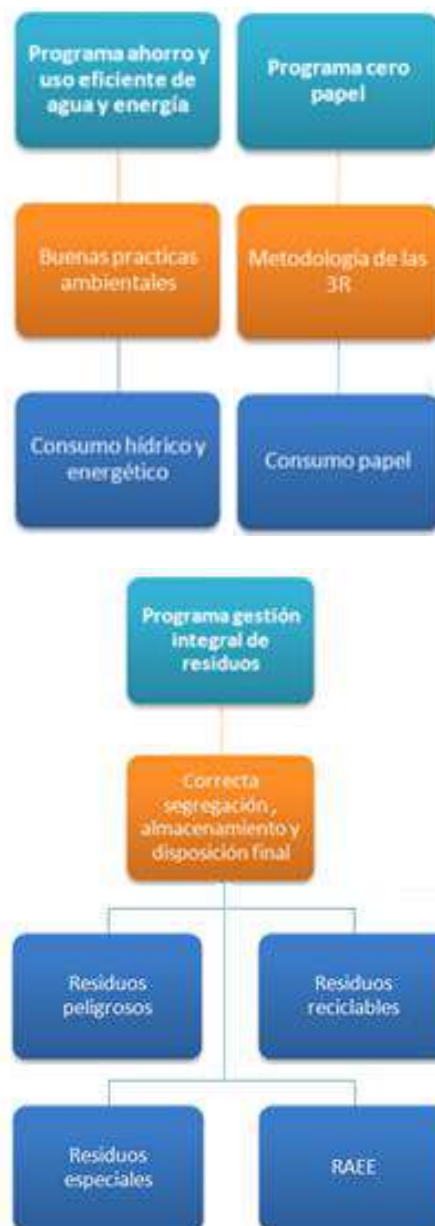 Programa ahorro y
uso eficiente de
agua y energía
Programa cero
papel
Buenas practicas
ambientales
Metodología de las
3R
Consumo hídrico y
energético
Consumo papel
Programa gestión
integral de
residuos
Correcta
segregación ,
almacenamiento y
disposición final
Residuos
peligrosos
Residuos
reciclables
Residuos
especiales
RAEE